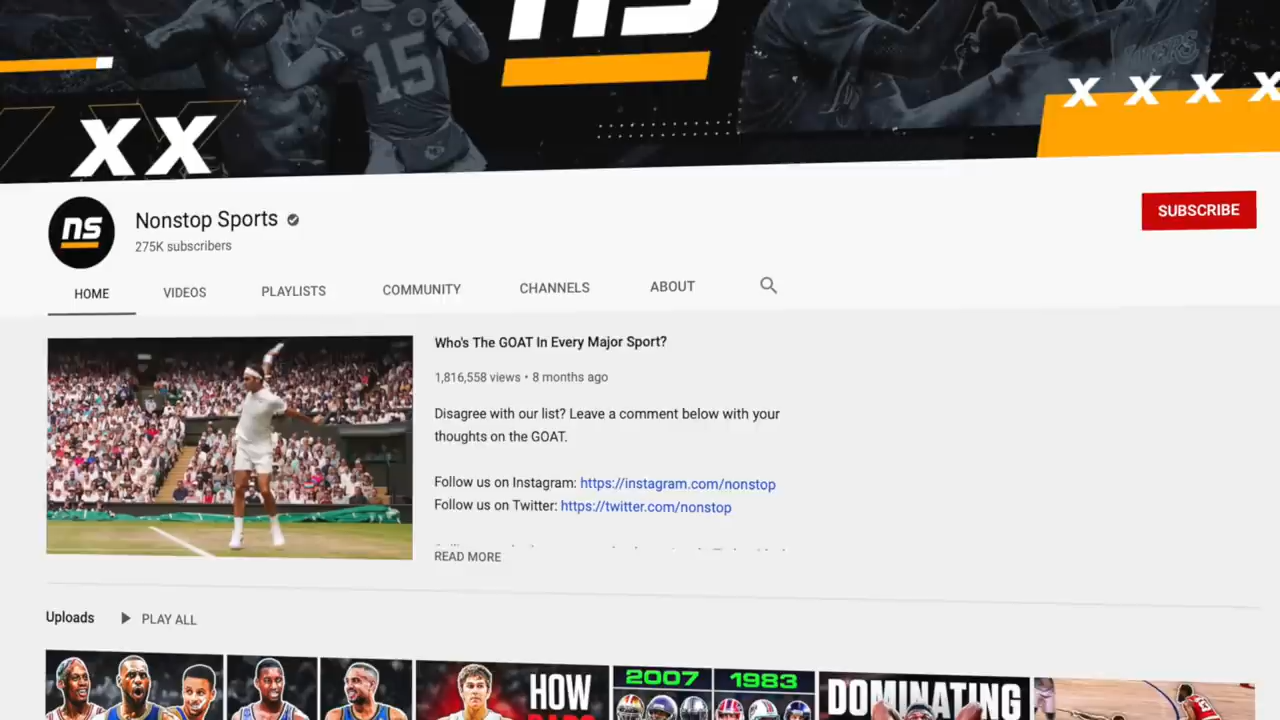 ns
15
XX
X X X X
ns
Nonstop Sports
275K subscribers
SUBSCRIBE
HOME
VIDEOS
PLAYLISTS
COMMUNITY
CHANNELS
ABOUT
Who's The GOAT In Every Major Sport?
1,816,558 views • 8 months ago
Disagree with our list? Leave a comment below with your
thoughts on the GOAT.
Follow us on Instagram: https://instagram.com/nonstop
Follow us on Twitter: https://twitter.com/nonstop
READ MORE
Uploads
PLAY ALL
HOW
2007
1983
DOMINATING